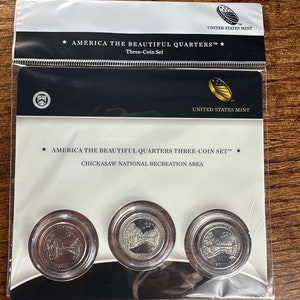 ★ AMERICA THE BEAUTIFUL QUARTERS™ ★
Three-Coin Set
UNITED STATES MINT
UNITED STATES MINT
★ AMERICA THE BEAUTIFUL QUARTERS THREE-COIN SET™ ★
CHICKASAW NATIONAL RECREATION AREA